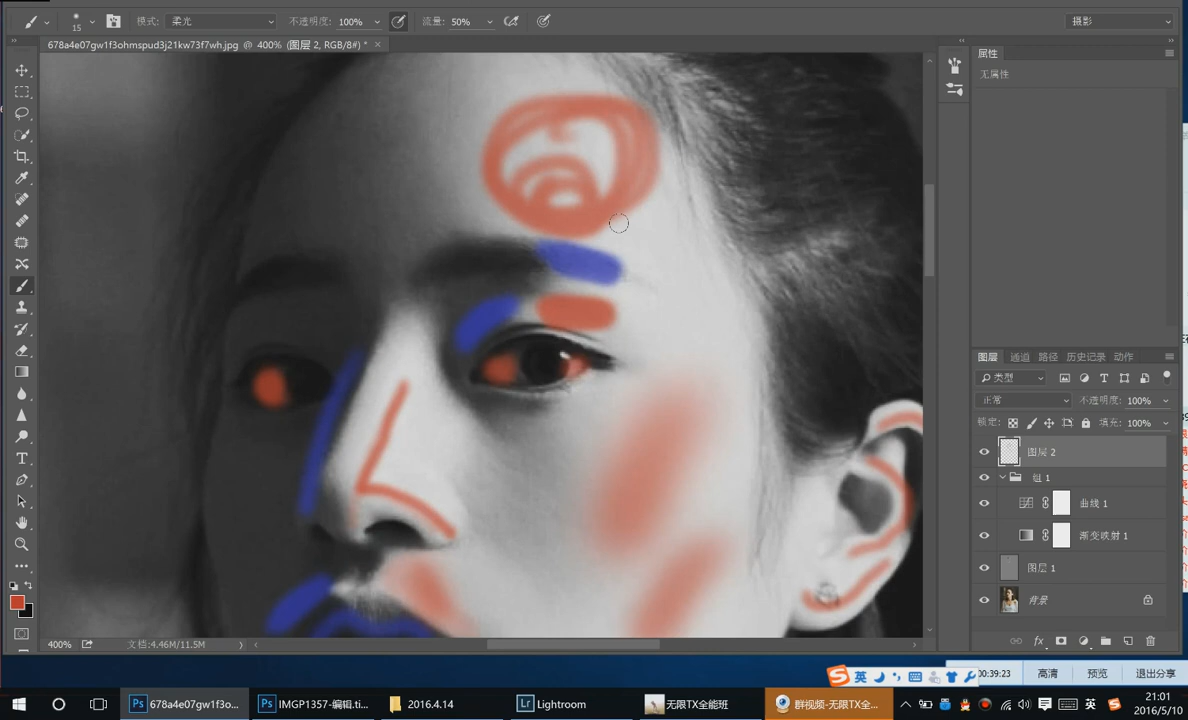 15
模式: 柔光
不透明度: 100%
流量: 50%
摄影
678a4e07gw1f3ohmspud3j21kw73f7wh.jpg @ 400% (图层 2, RGB/8#) *
属性
无属性
图层 通道 路径 历史记录 动作
类型
正常 不透明度: 100%
锁定: 填充: 100%
图层 2
组 1
曲线 1
渐变映射 1
图层 1
背景
400% 文档:4.46M/11.5M
英
00:39:23 高清 预览 退出分享
678a4e07gw1f3o...
IMGP1357-编辑.ti...
2016.4.14
Lightroom
无限TX全能班
群视频-无限TX全...
英
21:01
2016/5/10